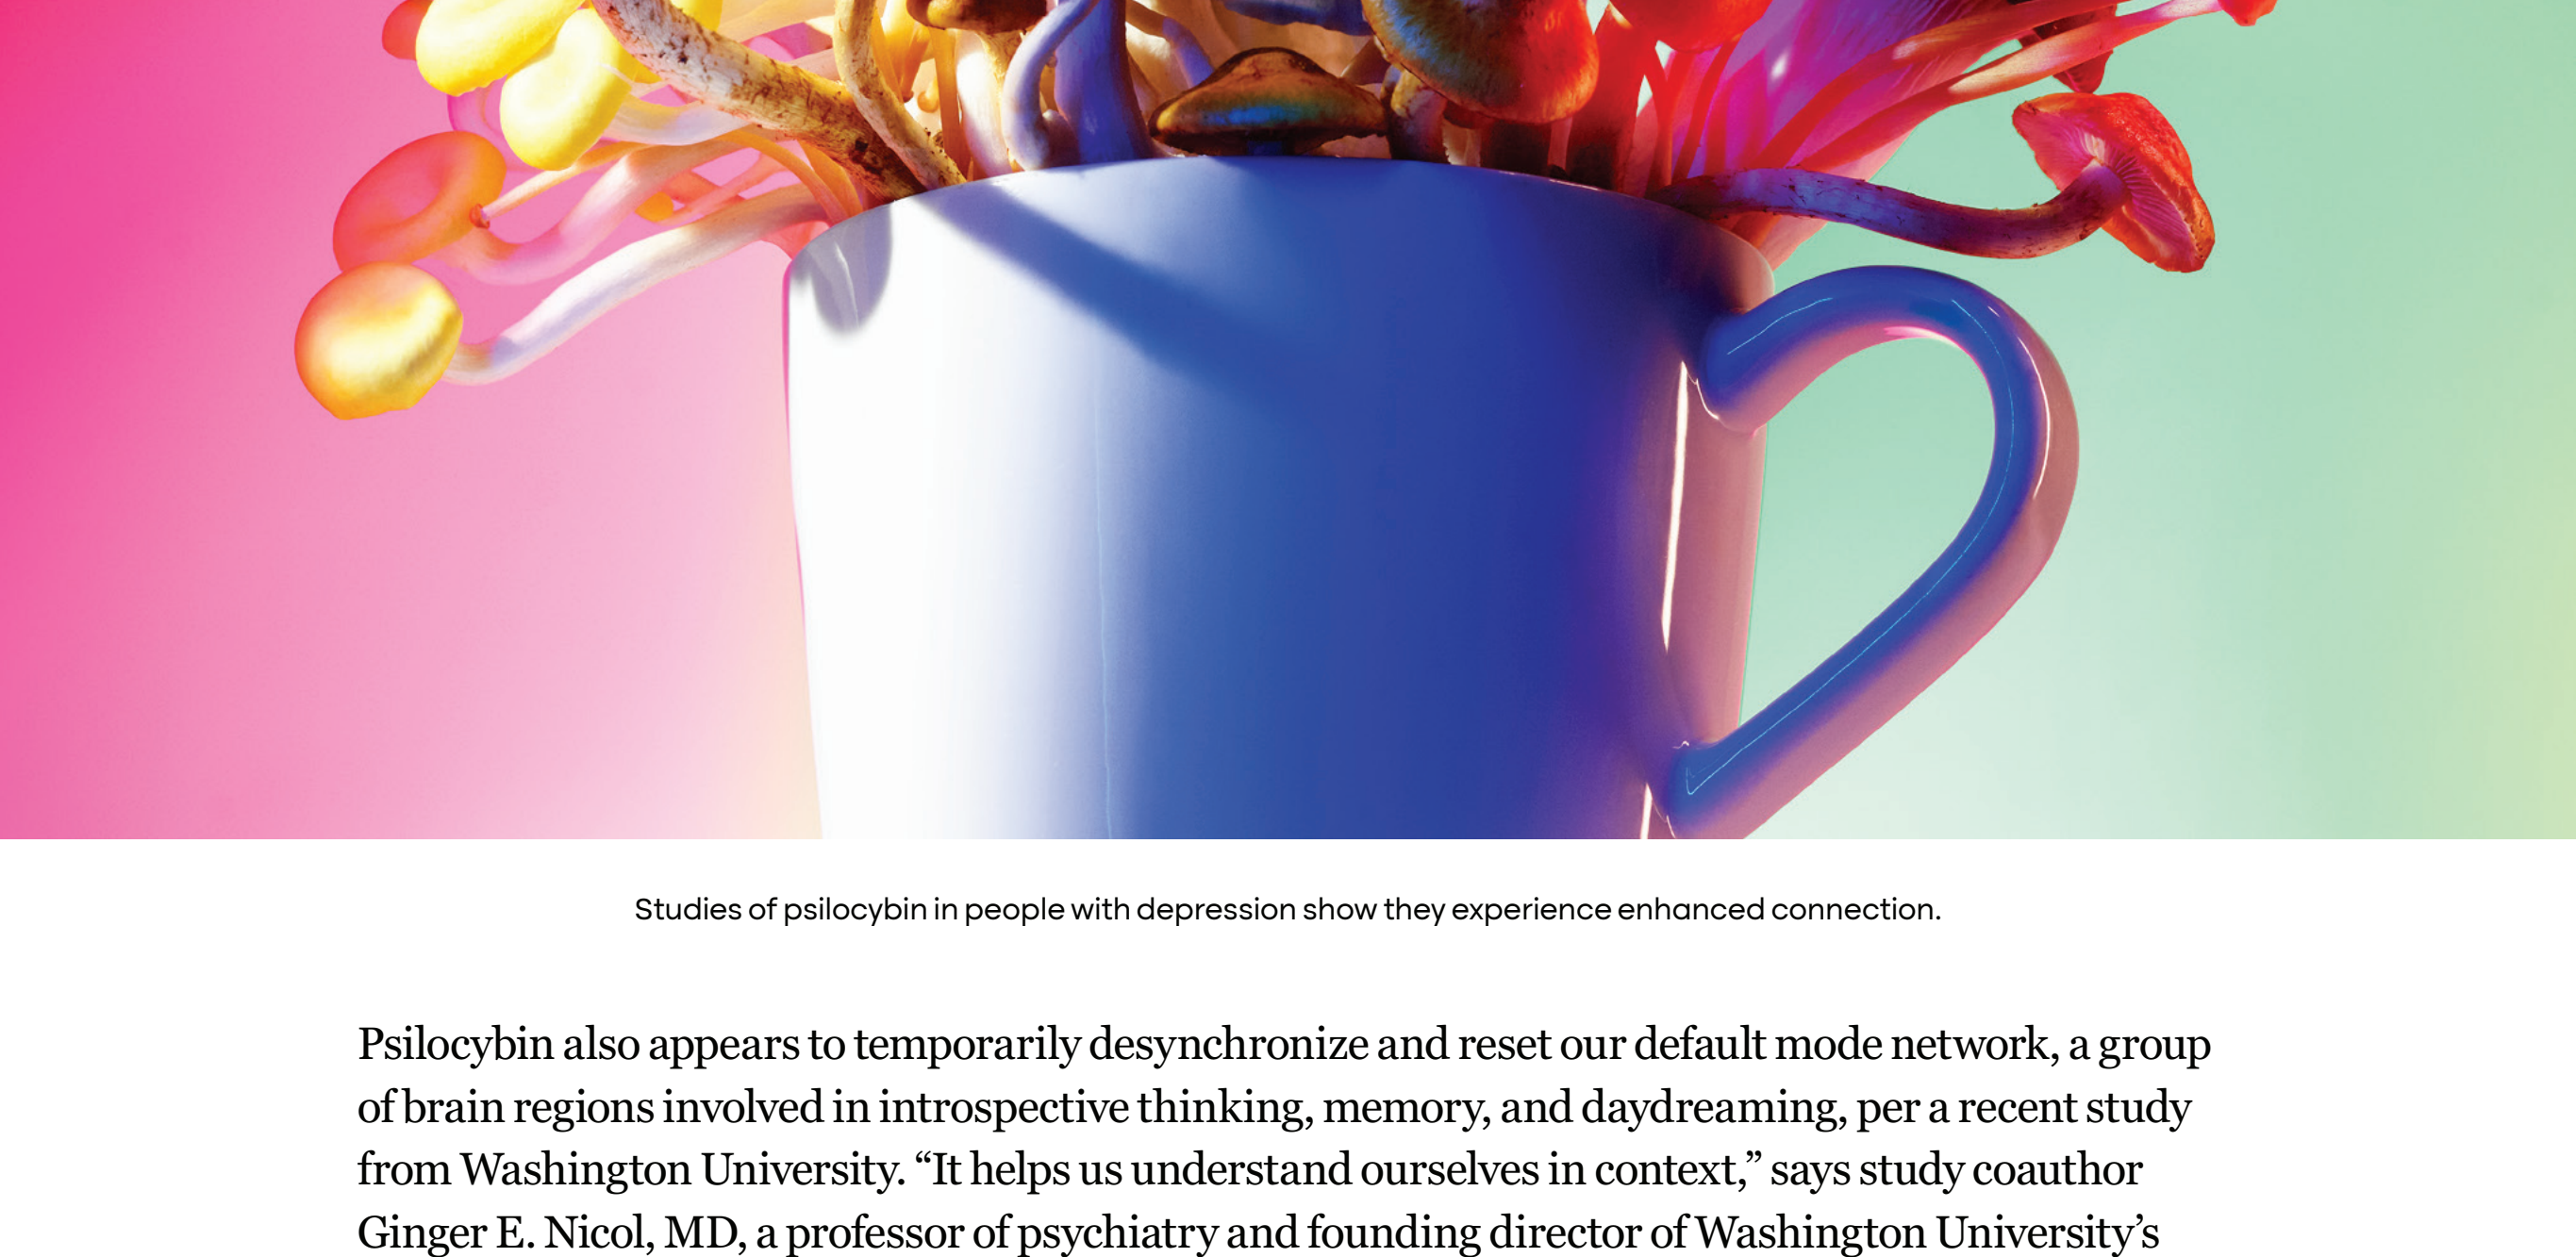 Studies of psilocybin in people with depression show they experience enhanced connection.
Psilocybin also appears to temporarily desynchronize and reset our default mode network, a group
of brain regions involved in introspective thinking, memory, and daydreaming, per a recent study
from Washington University. “It helps us understand ourselves in context,” says study coauthor
Ginger E. Nicol, MD, a professor of psychiatry and founding director of Washington University’s